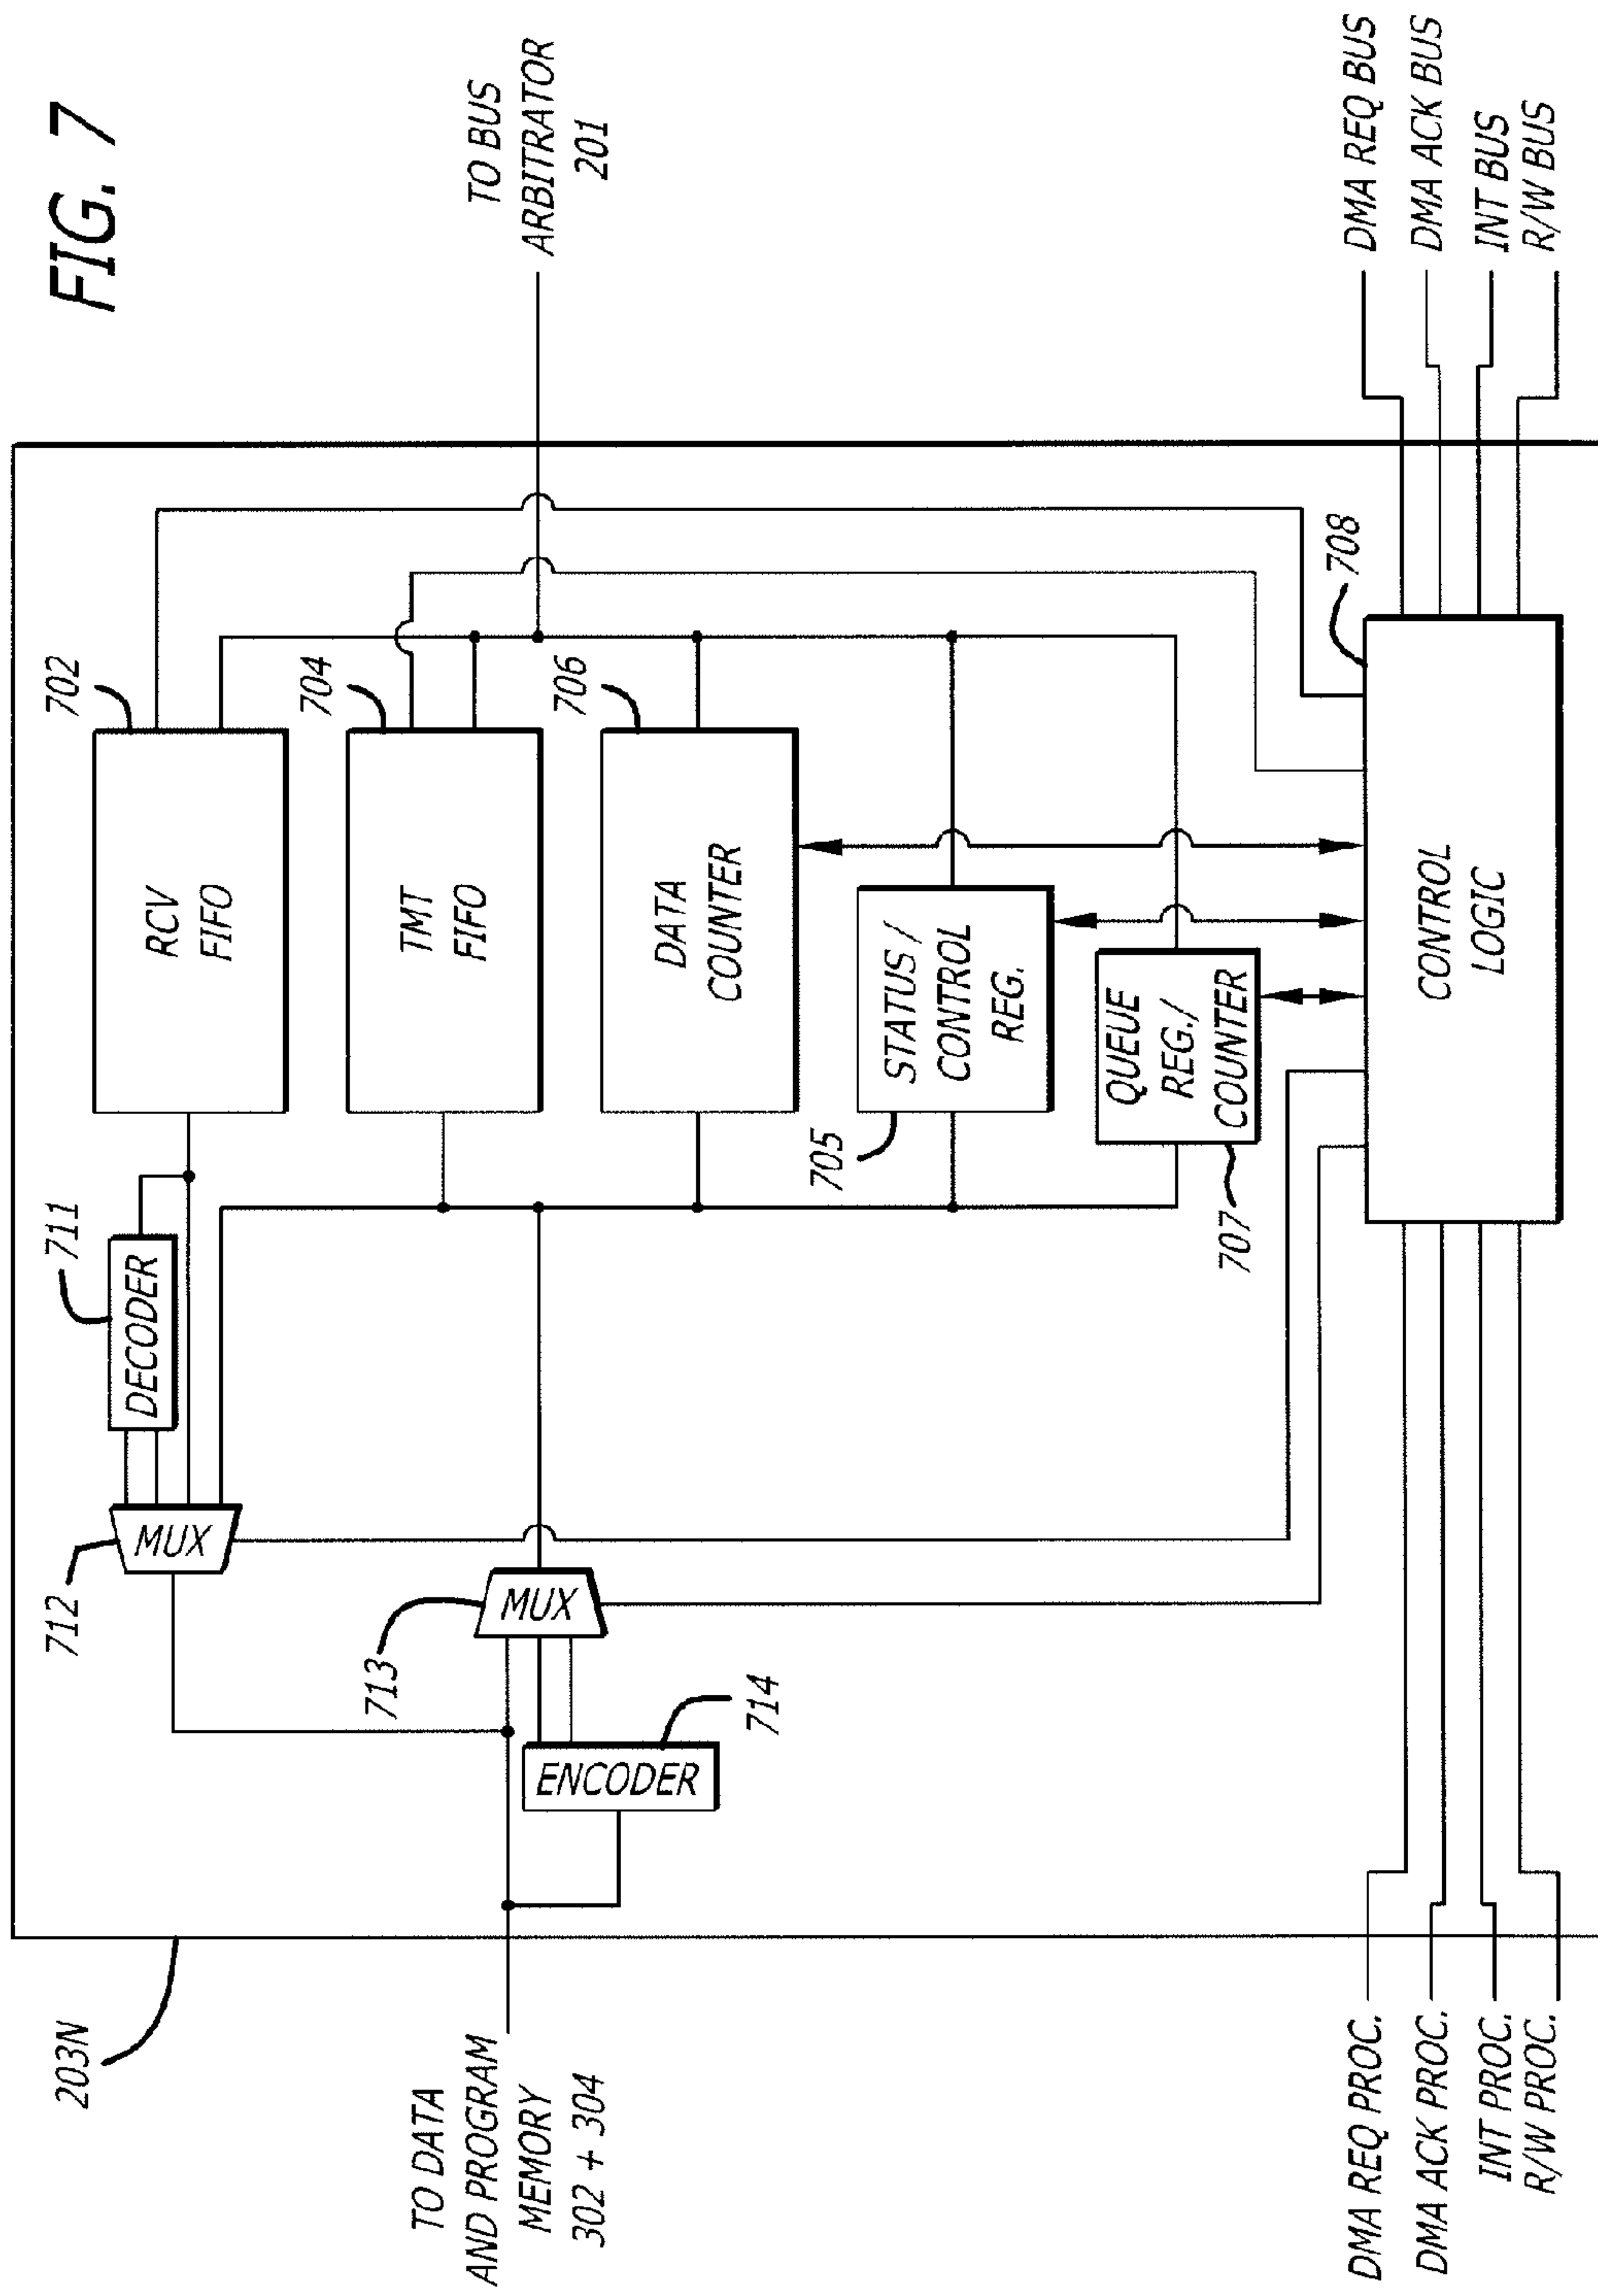 FIG. 7
203N
712
MUX
711
DECODER
702
RCV
FIFO
704
TMT
FIFO
706
DATA
COUNTER
705
STATUS /
CONTROL
REG.
707
QUEUE
REG./
COUNTER
713
MUX
714
ENCODER
708
CONTROL
LOGIC
TO DATA
AND PROGRAM
MEMORY
302 + 304
TO BUS
ARBITRATOR
201
DMA REQ PROC.
DMA ACK PROC.
INT PROC.
R/W PROC.
DMA REQ BUS
DMA ACK BUS
INT BUS
R/W BUS